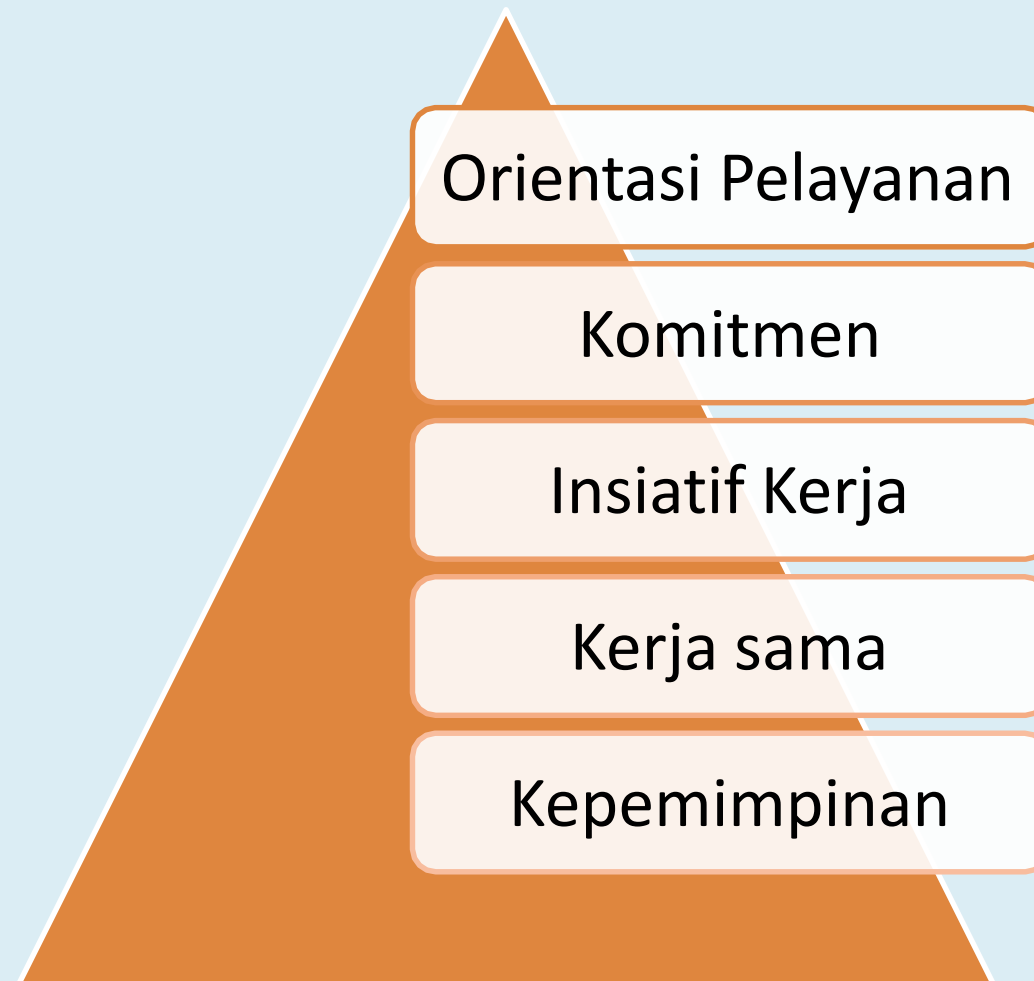 Orientasi Pelayanan
Komitmen
Insiatif Kerja
Kerja sama
Kepemimpinan